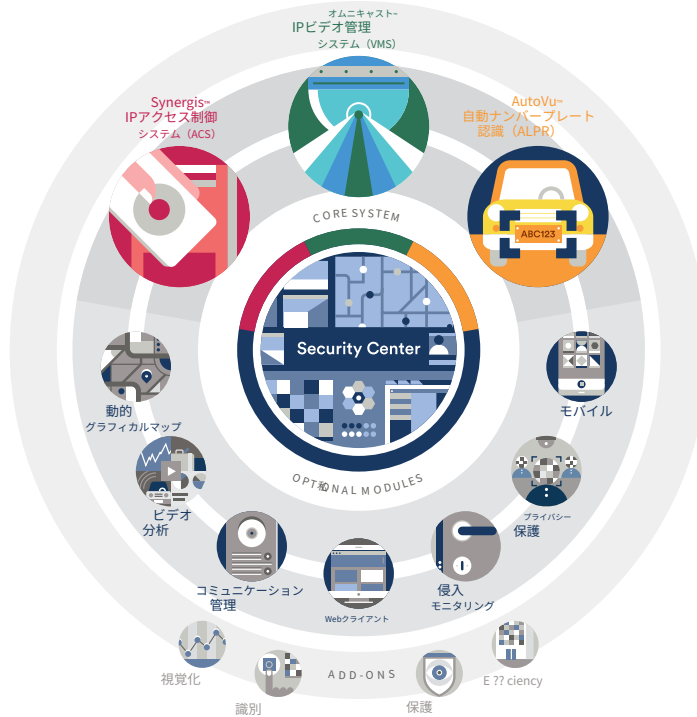 オムニキャスト™
IPビデオ管理
システム（VMS）
Synergis™
IPアクセス制御
システム（ACS）
AutoVu™
自動ナンバープレート
認識（ALPR）
ABC123
CORE SYSTEM
Security Center
動的
グラフィカルマップ
モバイル
OPTIONAL MODULES
ビデオ
分析
プライバシー
保護
コミュニケーション
管理
侵入
モニタリング
Webクライアント
視覚化
識別
ADD-ONS
保護
E ?? ciency